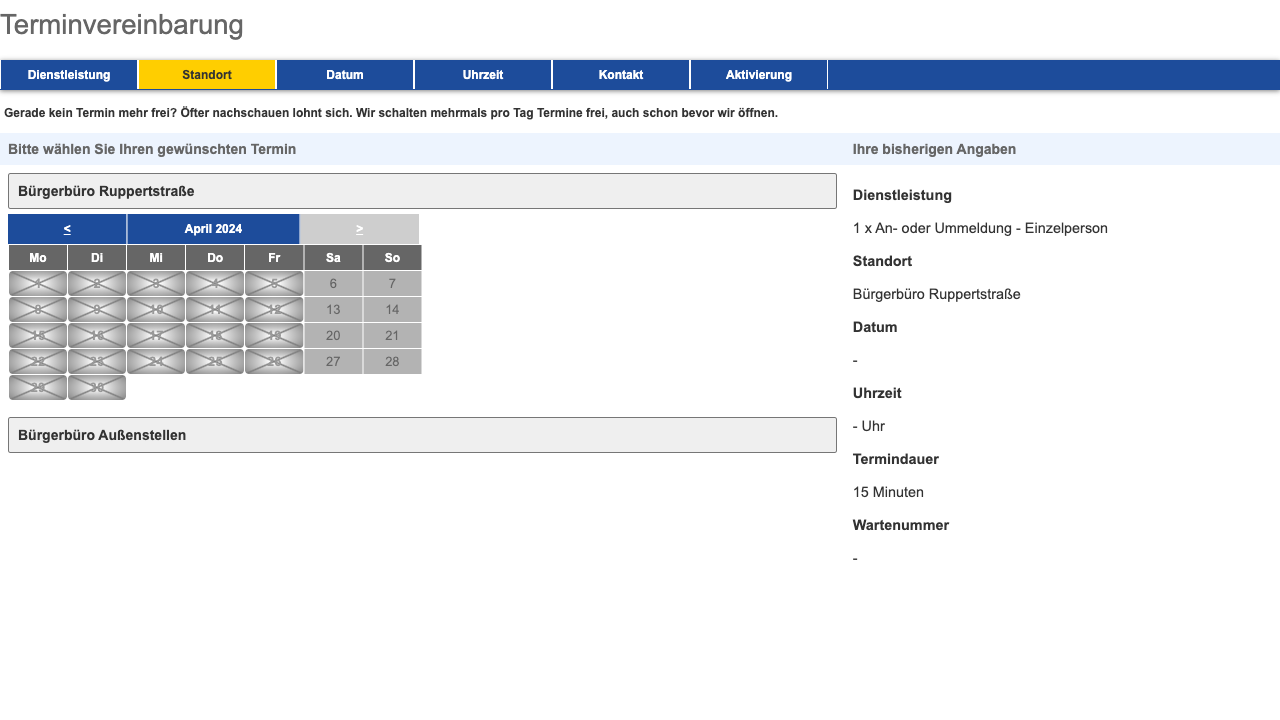 Terminvereinbarung
Dienstleistung Standort Datum Uhrzeit Kontakt Aktivierung
Gerade kein Termin mehr frei? Öfter nachschauen lohnt sich. Wir schalten mehrmals pro Tag Termine frei, auch schon bevor wir öffnen.
Bitte wählen Sie Ihren gewünschten Termin
Bürgerbüro Ruppertstraße
< April 2024 >
Mo Di Mi Do Fr Sa So
1 2 3 4 5 6 7
8 9 10 11 12 13 14
15 16 17 18 19 20 21
22 23 24 25 26 27 28
29 30
Bürgerbüro Außenstellen
Ihre bisherigen Angaben
Dienstleistung
1 x An- oder Ummeldung - Einzelperson
Standort
Bürgerbüro Ruppertstraße
Datum
-
Uhrzeit
- Uhr
Termindauer
15 Minuten
Wartenummer
-